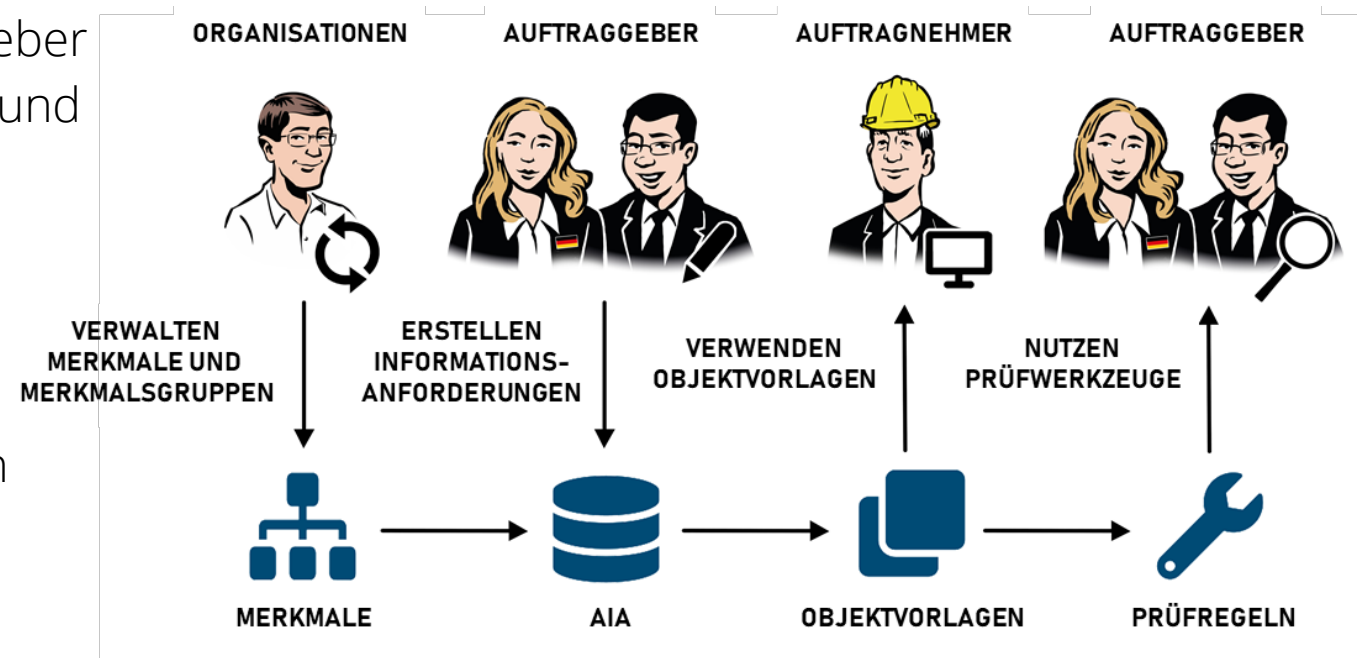 eber
und
n
ORGANISATIONEN
AUFTRAGGEBER
AUFTRAGNEHMER
AUFTRAGGEBER
VERWALTEN
MERKMALE UND
MERKMALSGRUPPEN
ERSTELLEN
INFORMATIONS-
ANFORDERUNGEN
VERWENDEN
OBJEKTVORLAGEN
NUTZEN
PRÜFWERKZEUGE
MERKMALE
AIA
OBJEKTVORLAGEN
PRÜFREGELN